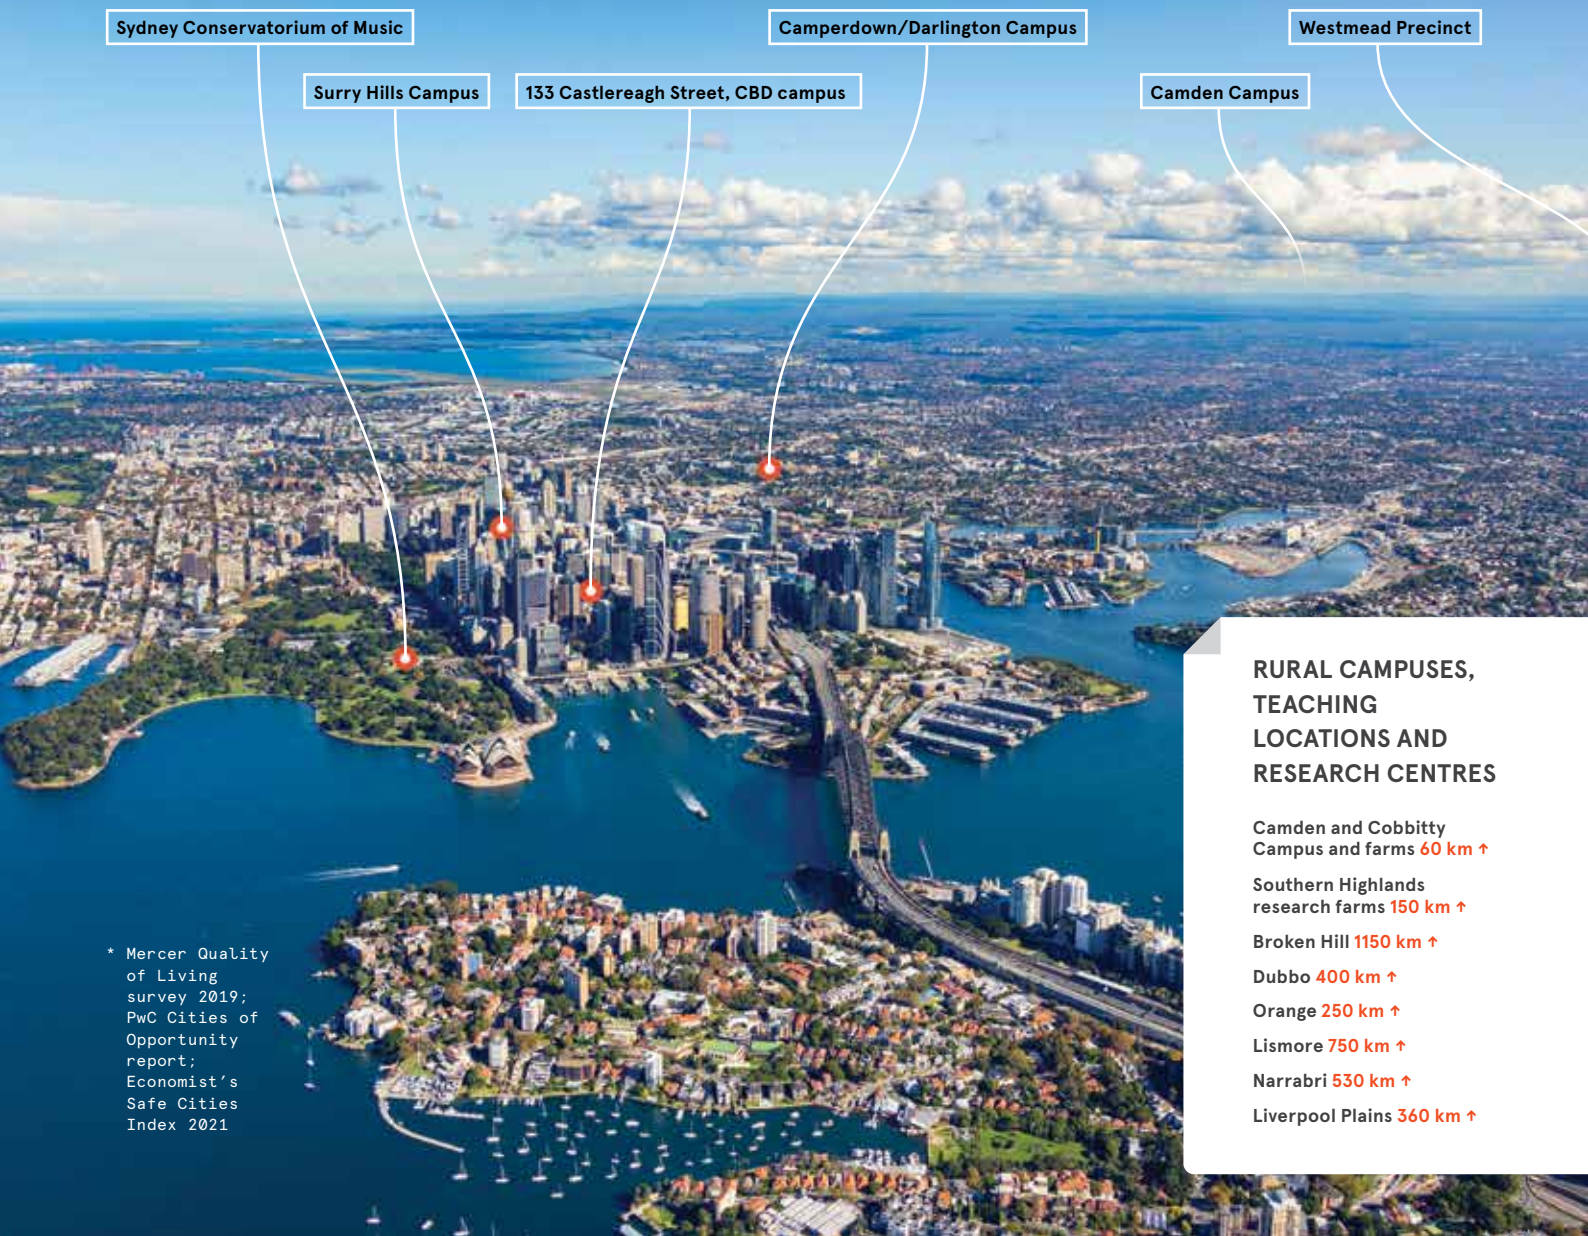 Sydney Conservatorium of Music
Camperdown/Darlington Campus
Westmead Precinct
Surry Hills Campus
133 Castlereagh Street, CBD campus
Camden Campus
RURAL CAMPUSES,
TEACHING
LOCATIONS AND
RESEARCH CENTRES
Camden and Cobbitty
Campus and farms 60 km ↑
Southern Highlands
research farms 150 km ↑
Broken Hill 1150 km ↑
Dubbo 400 km ↑
Orange 250 km ↑
Lismore 750 km ↑
Narrabri 530 km ↑
Liverpool Plains 360 km ↑
* Mercer Quality
of Living
survey 2019;
PwC Cities of
Opportunity
report;
Economist's
Safe Cities
Index 2021